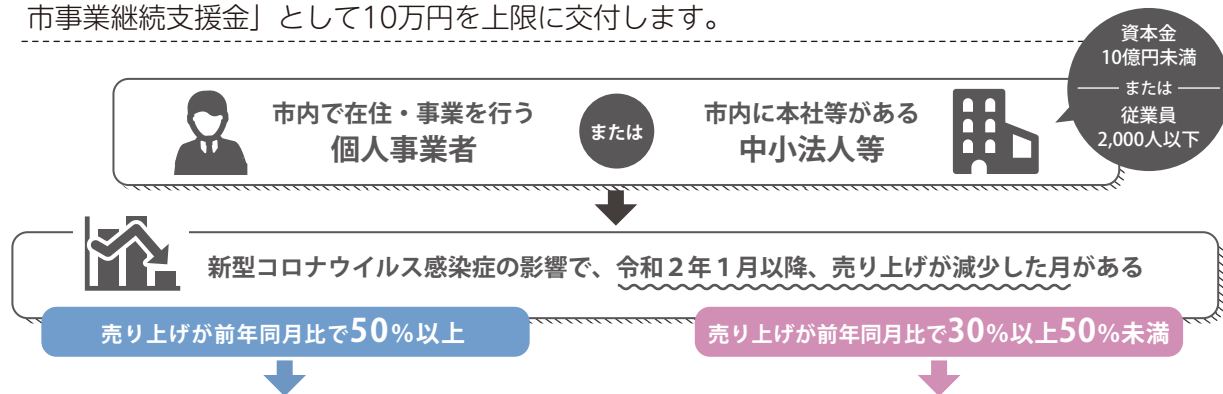 市事業継続支援金」として10万円を上限に交付します。
資本金
10億円未満
または
従業員
2,000人以下
市内で在住・事業を行う
個人事業者
または
市内に本社等がある
中小法人等
新型コロナウイルス感染症の影響で、令和２年１月以降、売り上げが減少した月がある
売り上げが前年同月比で50％以上
売り上げが前年同月比で30％以上50％未満